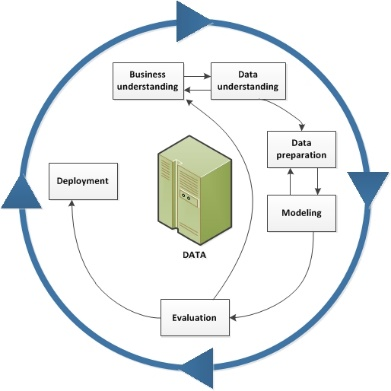 Business
understanding
Data
understanding
Data
preparation
Deployment
Modeling
DATA
Evaluation